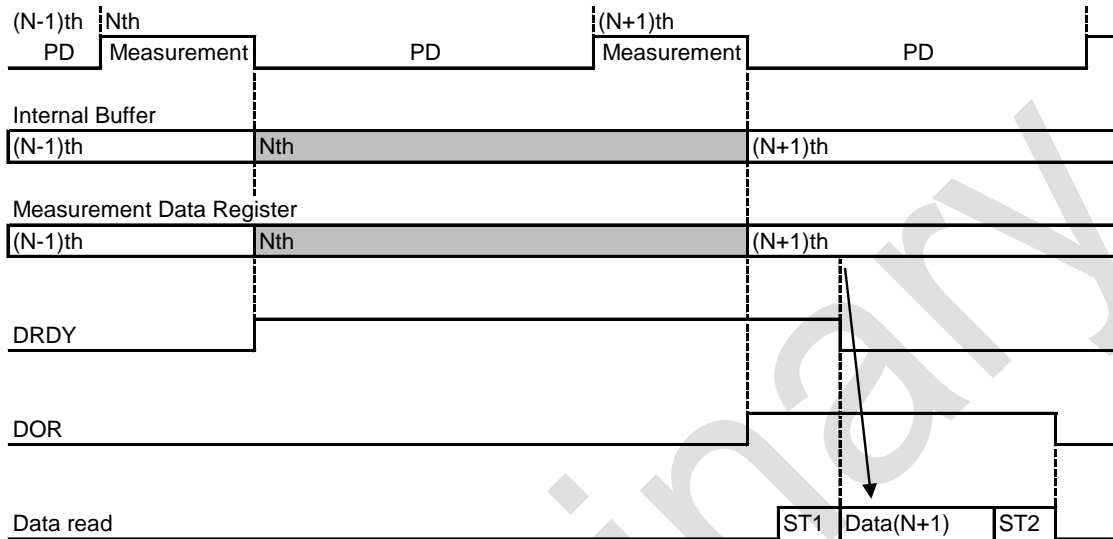 (N-1)th Nth (N+1)th
PD Measurement PD Measurement PD
Internal Buffer
(N-1)th Nth (N+1)th
Measurement Data Register
(N-1)th Nth (N+1)th
DRDY
DOR
Data read ST1 Data(N+1) ST2
inary